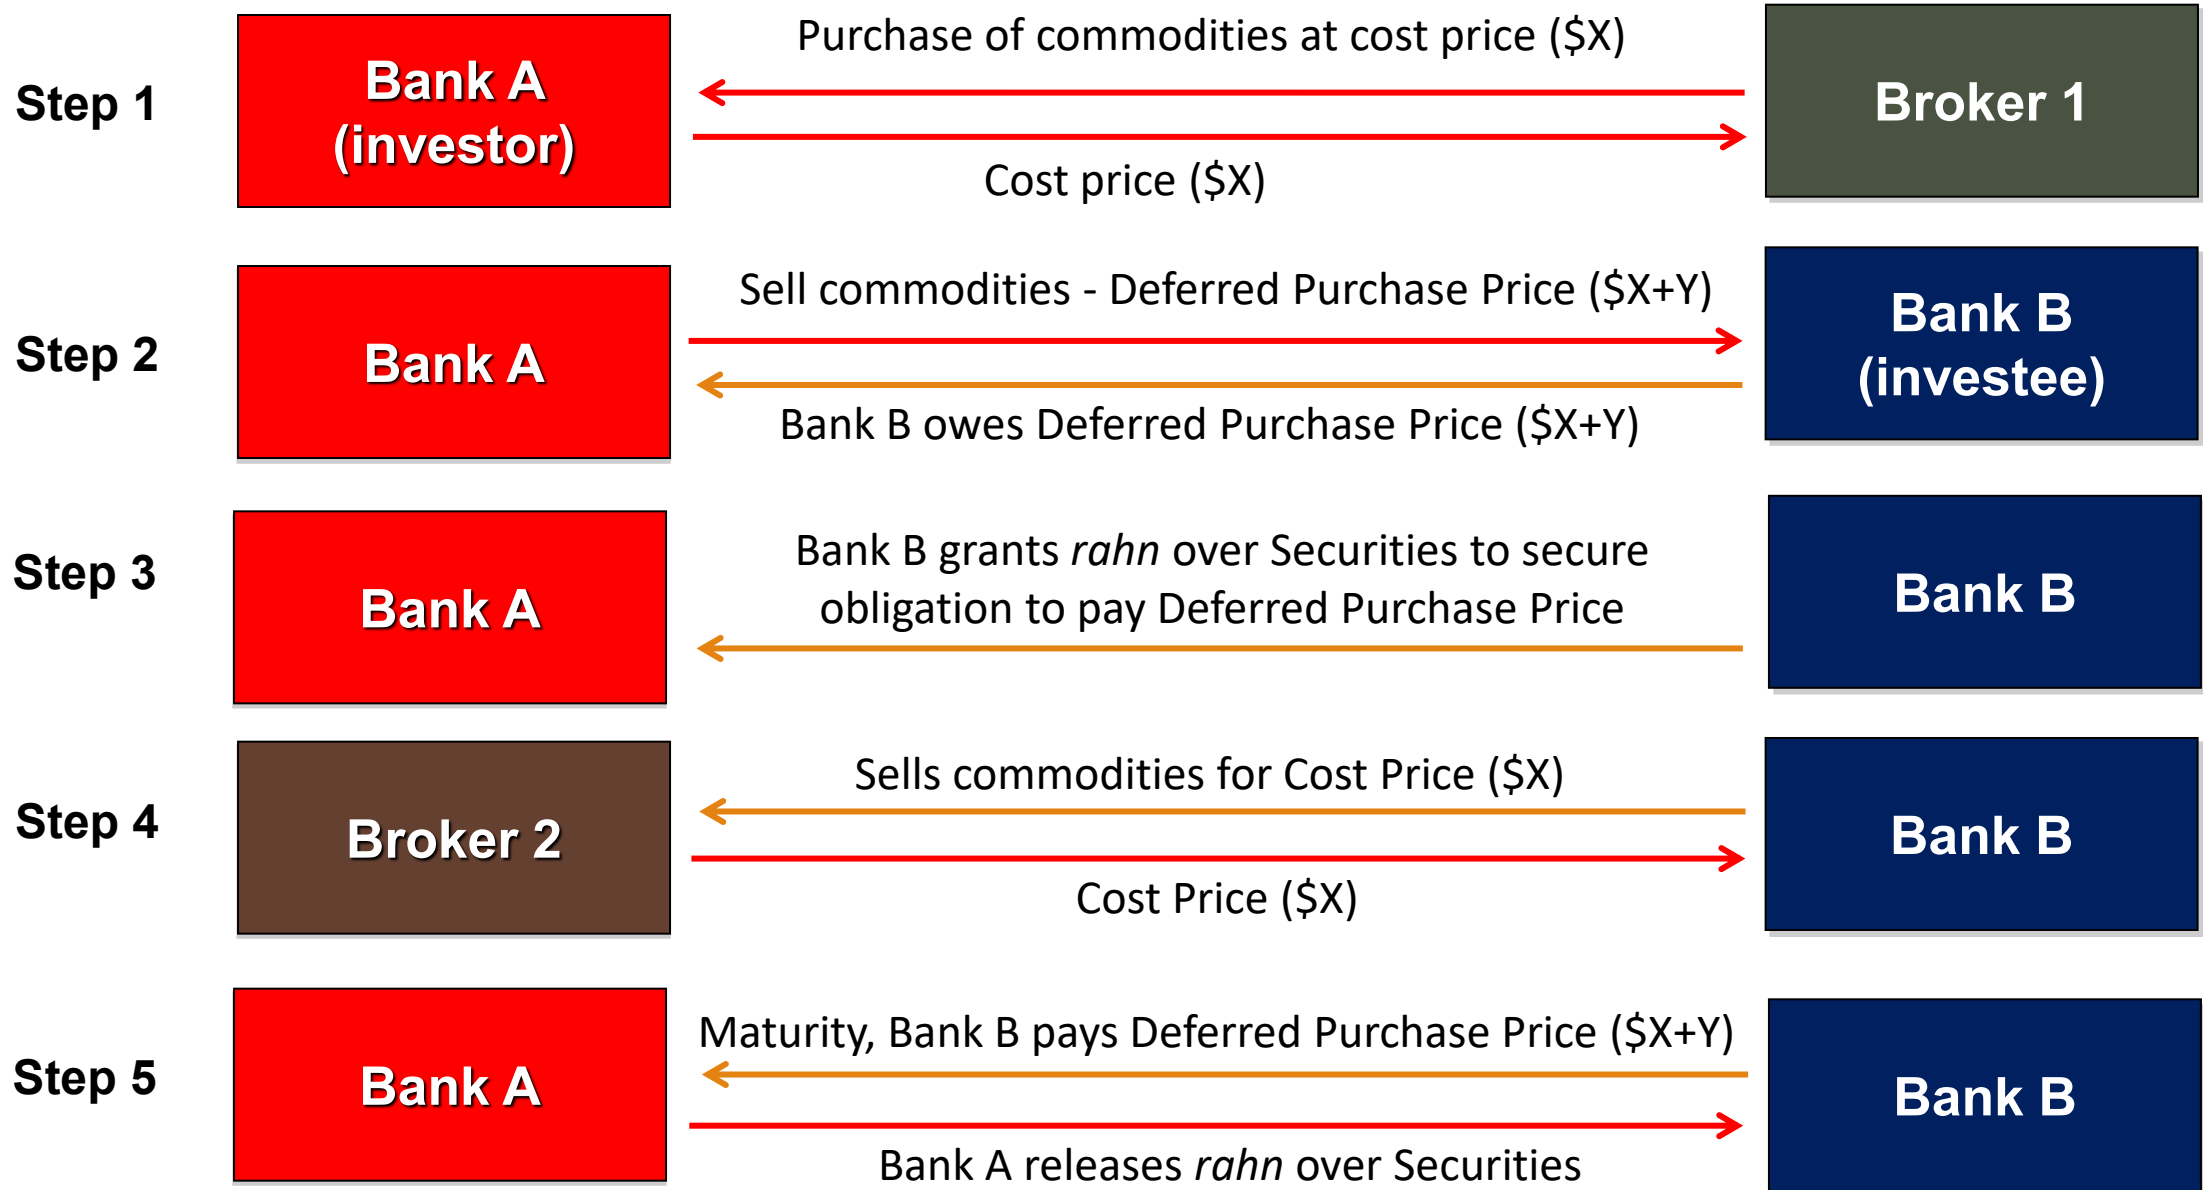 Step 1
Bank A
(investor)
Purchase of commodities at cost price ($X)
Cost price ($X)
Broker 1
Step 2
Bank A
Sell commodities - Deferred Purchase Price ($X+Y)
Bank B owes Deferred Purchase Price ($X+Y)
Bank B
(investee)
Step 3
Bank A
Bank B grants rahn over Securities to secure
obligation to pay Deferred Purchase Price
Bank B
Step 4
Broker 2
Sells commodities for Cost Price ($X)
Cost Price ($X)
Bank B
Step 5
Bank A
Maturity, Bank B pays Deferred Purchase Price ($X+Y)
Bank A releases rahn over Securities
Bank B